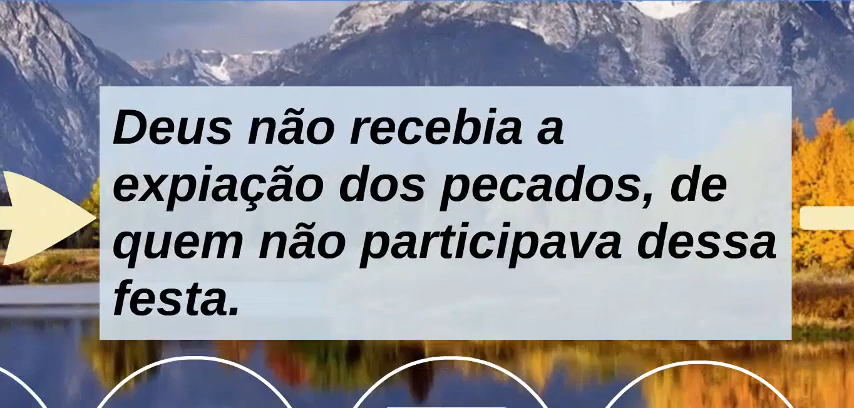 Deus não recebia a
expiação dos pecados, de
quem não participava dessa
festa.